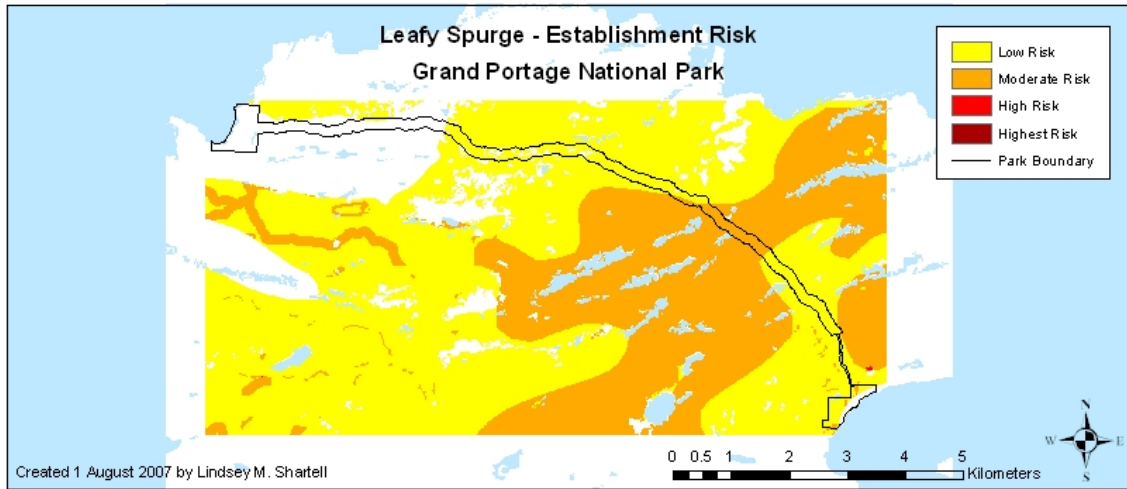 Leafy Spurge - Establishment Risk
Grand Portage National Park
Low Risk
Moderate Risk
High Risk
Highest Risk
Park Boundary
N
W E
S
Created 1 August 2007 by Lindsey M. Shartell
0 0.5 1 2 3 4 5
Kilometers